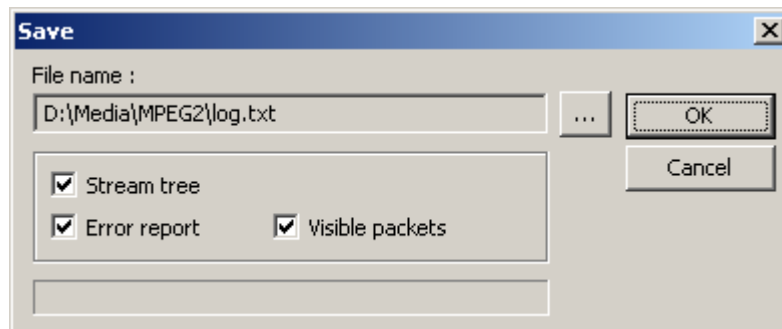 Save
File name :
D:\Media\MPEG2\log.txt
...
OK
Cancel
Stream tree
Error report
Visible packets